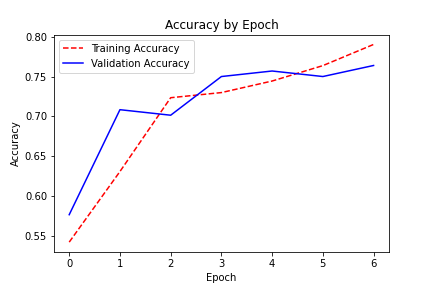 Accuracy by Epoch
Training Accuracy
Validation Accuracy
0.80
0.75
0.70
0.65
0.60
0.55
Accuracy
0 1 2 3 4 5 6
Epoch